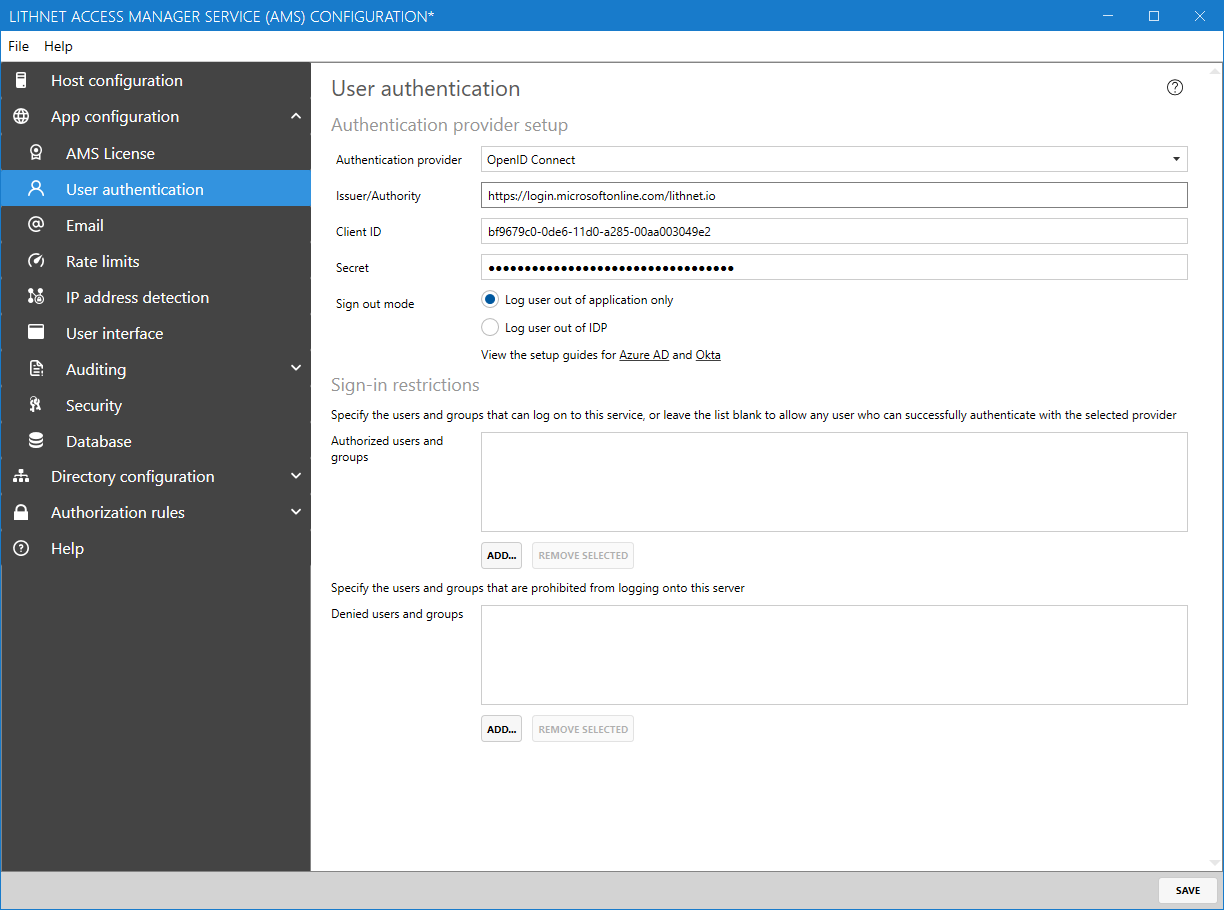 LITHNET ACCESS MANAGER SERVICE (AMS) CONFIGURATION*
File Help
Host configuration
App configuration
AMS License
User authentication
Email
Rate limits
IP address detection
User interface
Auditing
Security
Database
Directory configuration
Authorization rules
Help
User authentication
Authentication provider setup
Authentication provider OpenID Connect
Issuer/Authority https://login.microsoftonline.com/lithnet.io
Client ID bf9679c0-0de6-11d0-a285-00aa003049e2
Secret ●●●●●●●●●●●●●●●●●●●●●●●●●●●●●●●●●●
Sign out mode Log user out of application only
Log user out of IDP
View the setup guides for Azure AD and Okta
Sign-in restrictions
Specify the users and groups that can log on to this service, or leave the list blank to allow any user who can successfully authenticate with the selected provider
Authorized users and
groups
ADD... REMOVE SELECTED
Specify the users and groups that are prohibited from logging onto this server
Denied users and groups
ADD... REMOVE SELECTED
SAVE